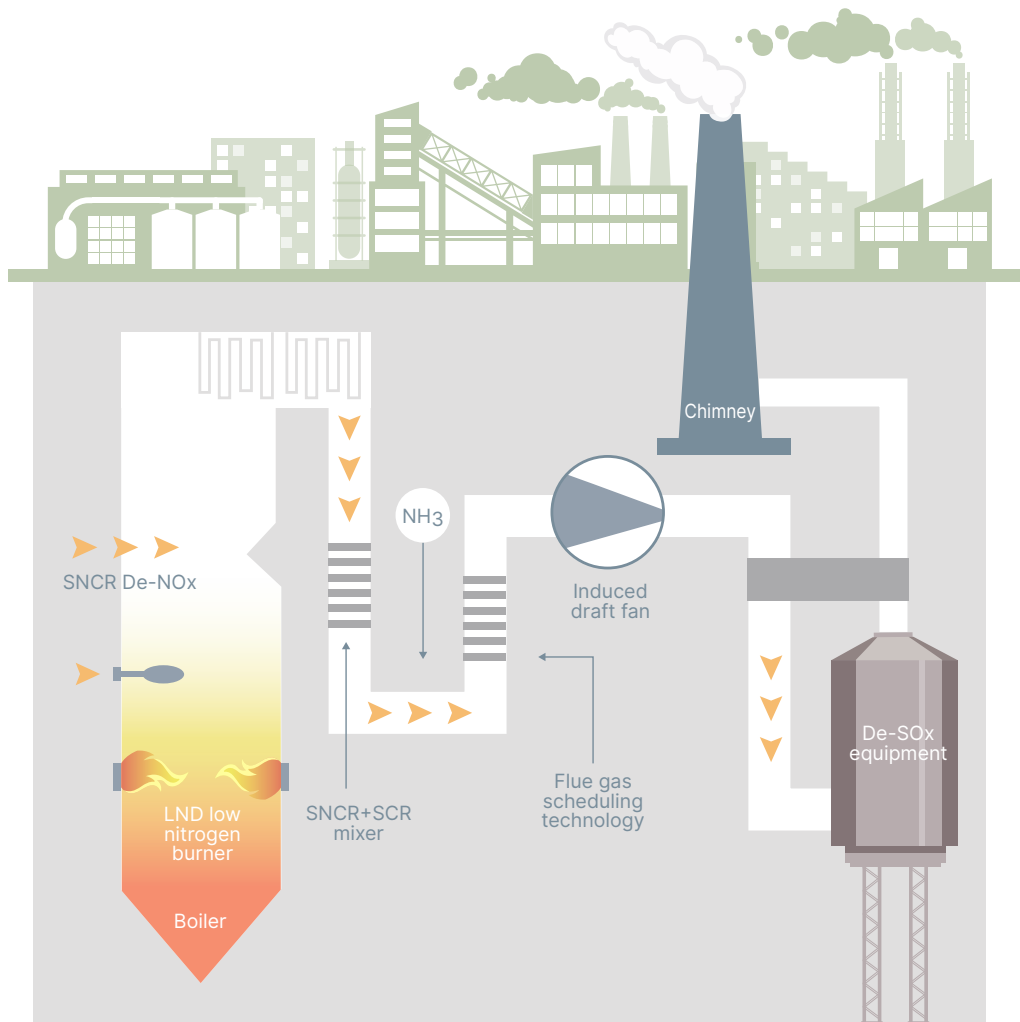 Chimney
NH3
SNCR De-NOx
Induced
draft fan
De-SOx
equipment
LND low
nitrogen
burner
SNCR+SCR
mixer
Flue gas
scheduling
technology
Boiler